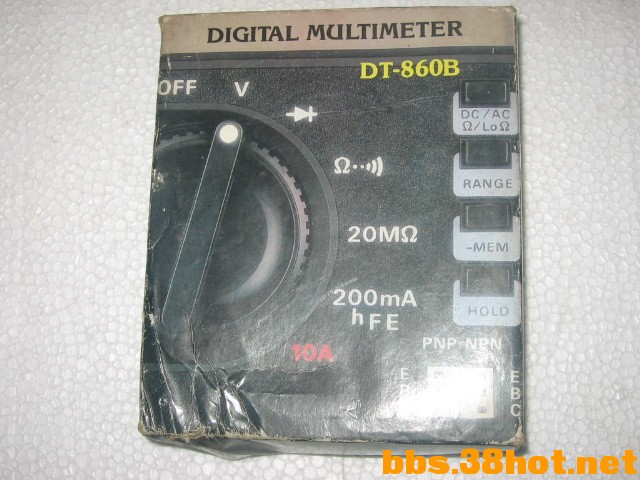 DIGITAL MULTIMETER
DT-860B
OFF V
DC/AC
Ω/LoΩ
Ω
RANGE
20MΩ
-MEM
200mA
hFE
HOLD
10A
PNP NPN
E E
B B
C
bbs.38hot.net